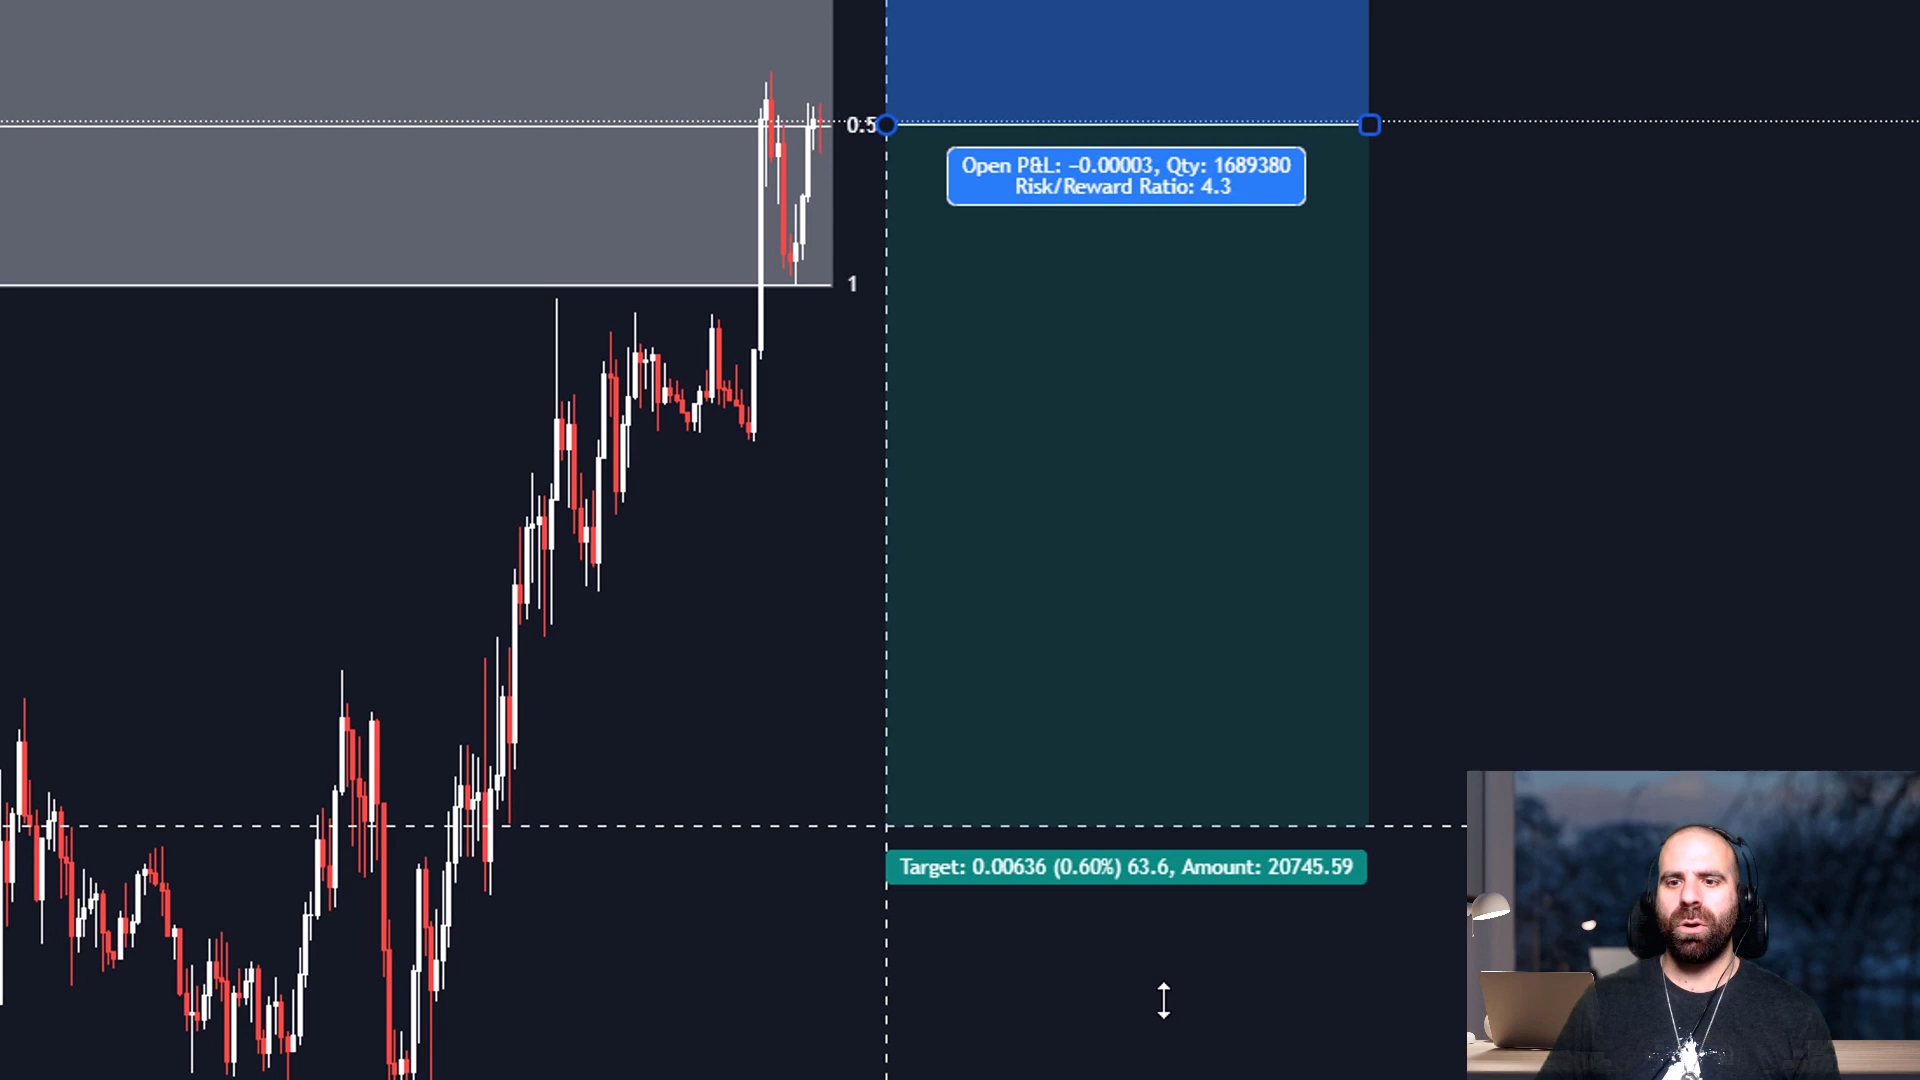 0.5
Open P&L: −0.00003, Qty: 1689380
Risk/Reward Ratio: 4.3
1
Target: 0.00636 (0.60%) 63.6, Amount: 20745.59